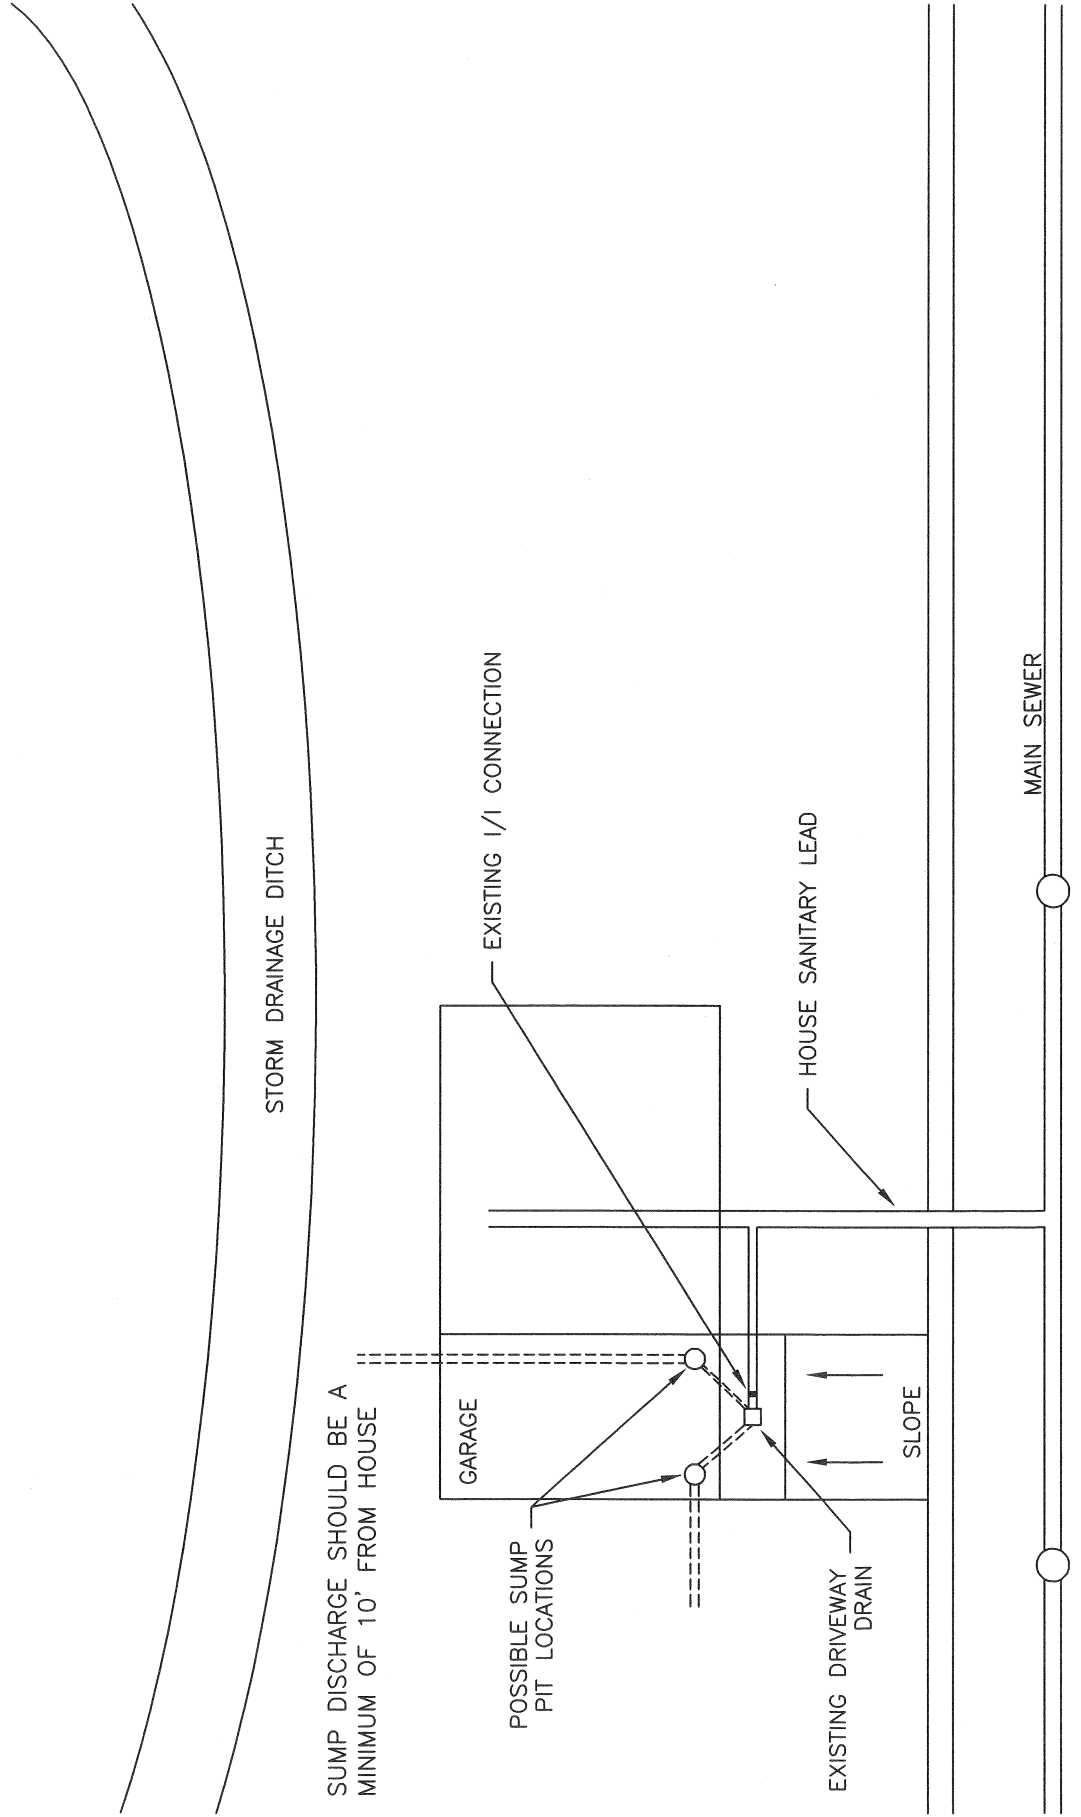 STORM DRAINAGE DITCH
SUMP DISCHARGE SHOULD BE A
MINIMUM OF 10' FROM HOUSE
GARAGE
EXISTING I/I CONNECTION
POSSIBLE SUMP
PIT LOCATIONS
HOUSE SANITARY LEAD
EXISTING DRIVEWAY
DRAIN
SLOPE
MAIN SEWER